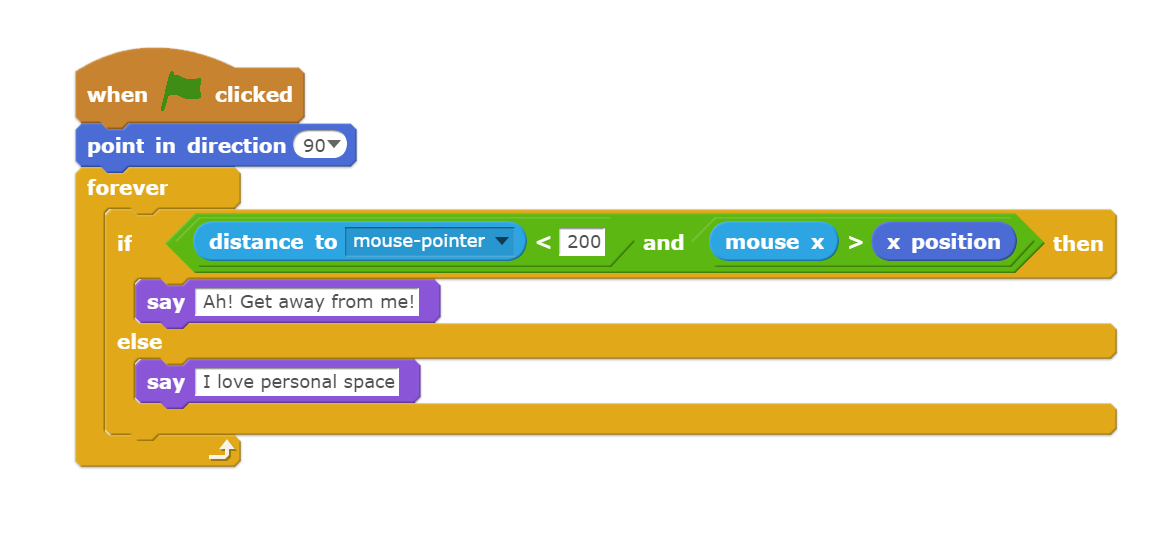 when clicked
point in direction 90
forever
if distance to mouse-pointer < 200 and mouse x > x position then
say Ah! Get away from me!
else
say I love personal space